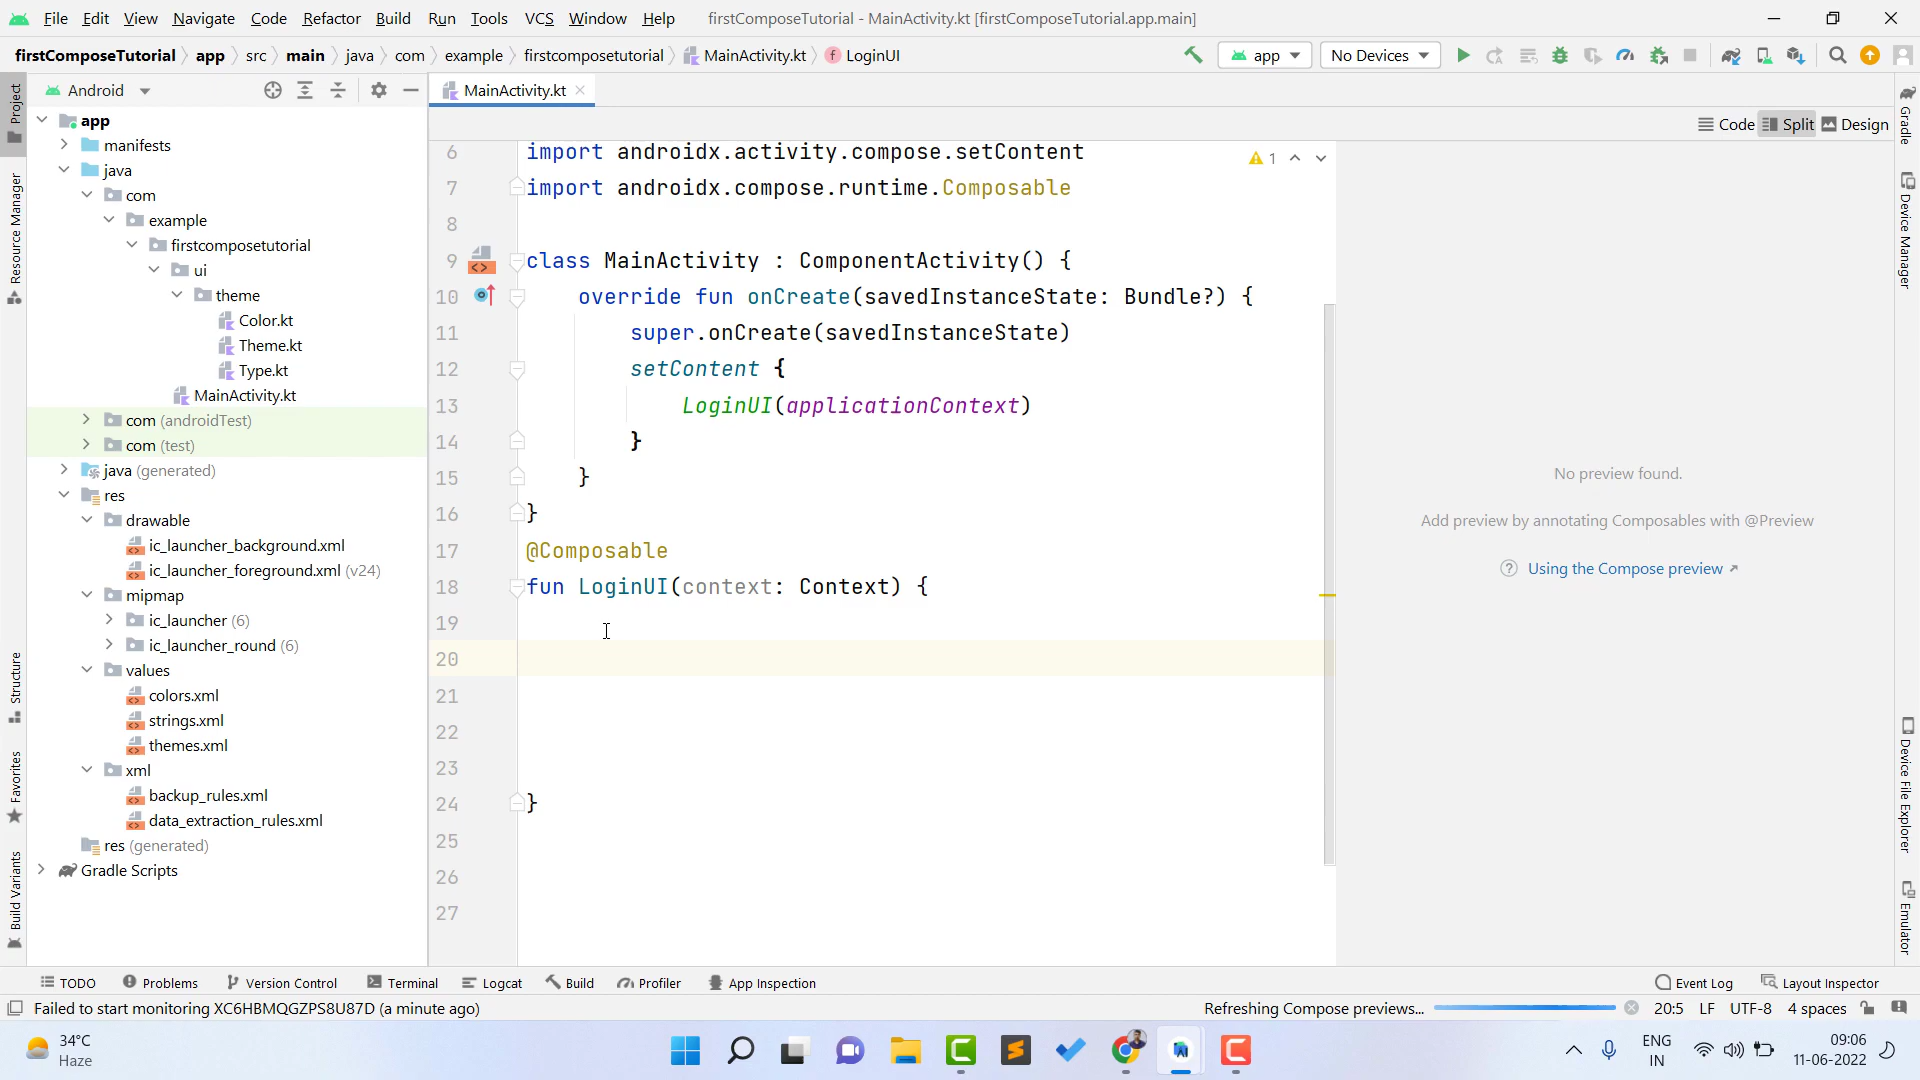 File Edit View Navigate Code Refactor Build Run Tools VCS Window Help firstComposeTutorial - MainActivity.kt [firstComposeTutorial.app.main]
firstComposeTutorial app src main java com example firstcomposetutorial MainActivity.kt LoginUI app No Devices
Android MainActivity.kt
Code Split Design
Project
Resource Manager
Structure
Favorites
Build Variants
app
manifests
java
com
example
firstcomposetutorial
ui
theme
Color.kt
Theme.kt
Type.kt
MainActivity.kt
com (androidTest)
com (test)
java (generated)
res
drawable
ic_launcher_background.xml
ic_launcher_foreground.xml (v24)
mipmap
ic_launcher (6)
ic_launcher_round (6)
values
colors.xml
strings.xml
themes.xml
xml
backup_rules.xml
data_extraction_rules.xml
res (generated)
Gradle Scripts
6 import androidx.activity.compose.setContent
1
7 import androidx.compose.runtime.Composable
8
9 class MainActivity : ComponentActivity() {
10 override fun onCreate(savedInstanceState: Bundle?) {
11 super.onCreate(savedInstanceState)
12 setContent {
13 LoginUI(applicationContext)
14 }
15 }
16 }
17 @Composable
18 fun LoginUI(context: Context) {
19
20
21
22
23
24 }
25
26
27
No preview found.
Add preview by annotating Composables with @Preview
Using the Compose preview
Gradle
Device Manager
Device File Explorer
Emulator
TODO Problems Version Control Terminal Logcat Build Profiler App Inspection Event Log Layout Inspector
Failed to start monitoring XC6HBMQGZPS8U87D (a minute ago) Refreshing Compose previews... 20:5 LF UTF-8 4 spaces
34°C
Haze
ENG
IN
09:06
11-06-2022